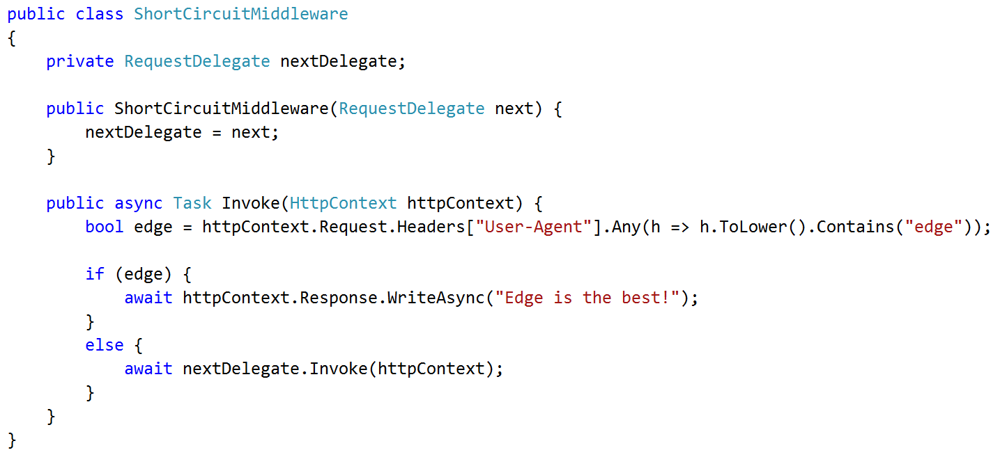 public class ShortCircuitMiddleware
{
    private RequestDelegate nextDelegate;

    public ShortCircuitMiddleware(RequestDelegate next) {
        nextDelegate = next;
    }

    public async Task Invoke(HttpContext httpContext) {
        bool edge = httpContext.Request.Headers["User-Agent"].Any(h => h.ToLower().Contains("edge"));

        if (edge) {
            await httpContext.Response.WriteAsync("Edge is the best!");
        }
        else {
            await nextDelegate.Invoke(httpContext);
        }
    }
}